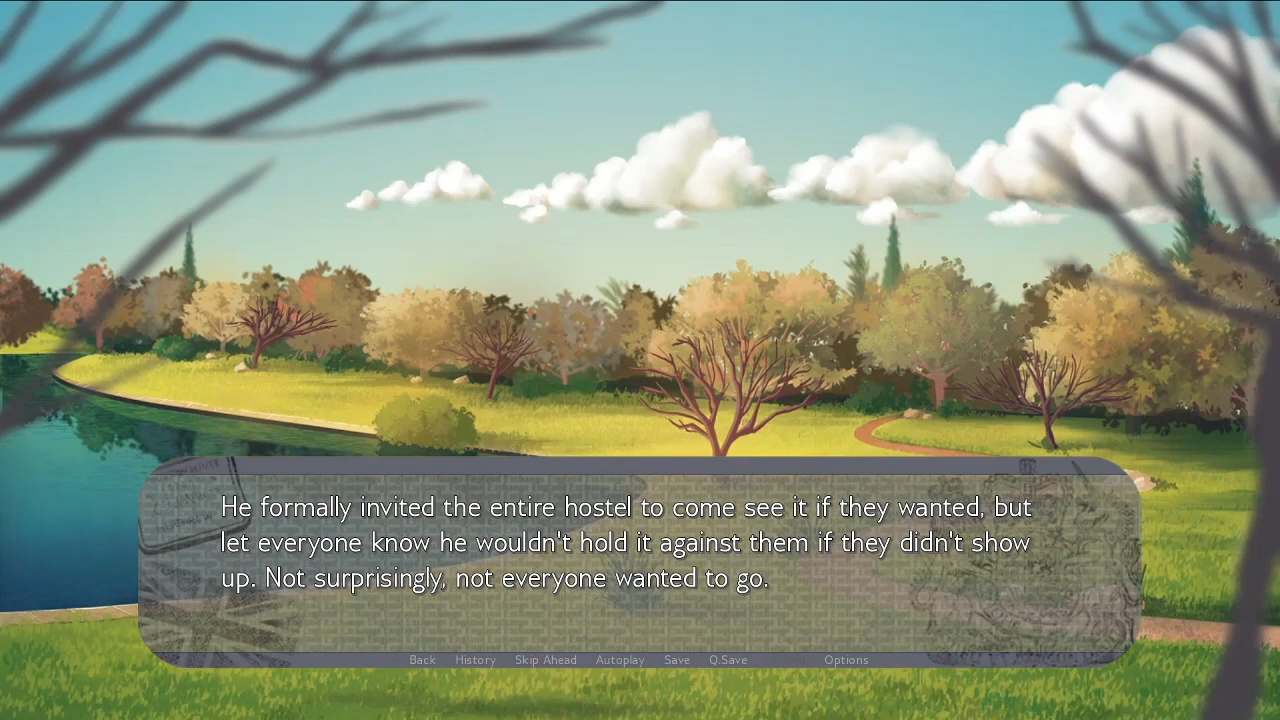 He formally invited the entire hostel to come see it if they wanted, but
let everyone know he wouldn't hold it against them if they didn't show
up. Not surprisingly, not everyone wanted to go.
Back History Skip Ahead Autoplay Save Q.Save Options